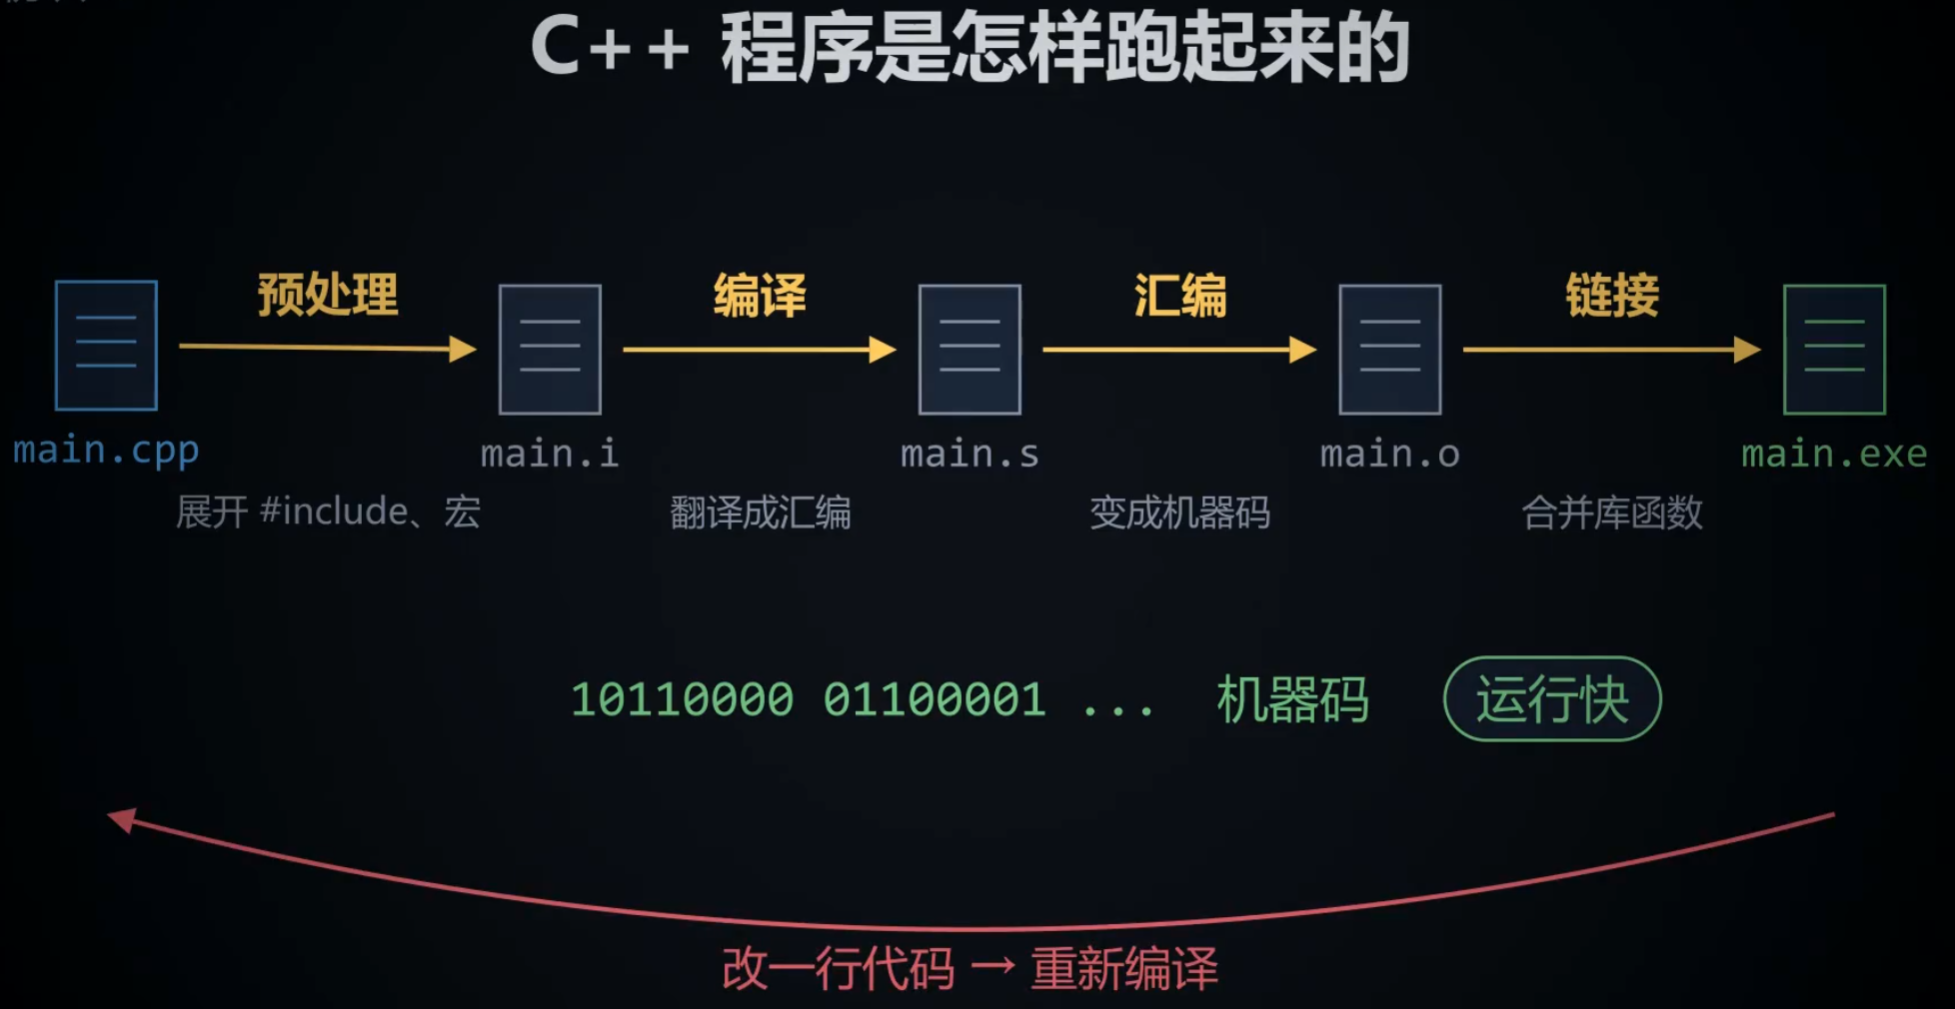 C++ 程序是怎样跑起来的
预处理
编译
汇编
链接
main.cpp
main.i
main.s
main.o
main.exe
展开 #include、宏
翻译成汇编
变成机器码
合并库函数
10110000 01100001 ... 机器码
运行快
改一行代码 → 重新编译